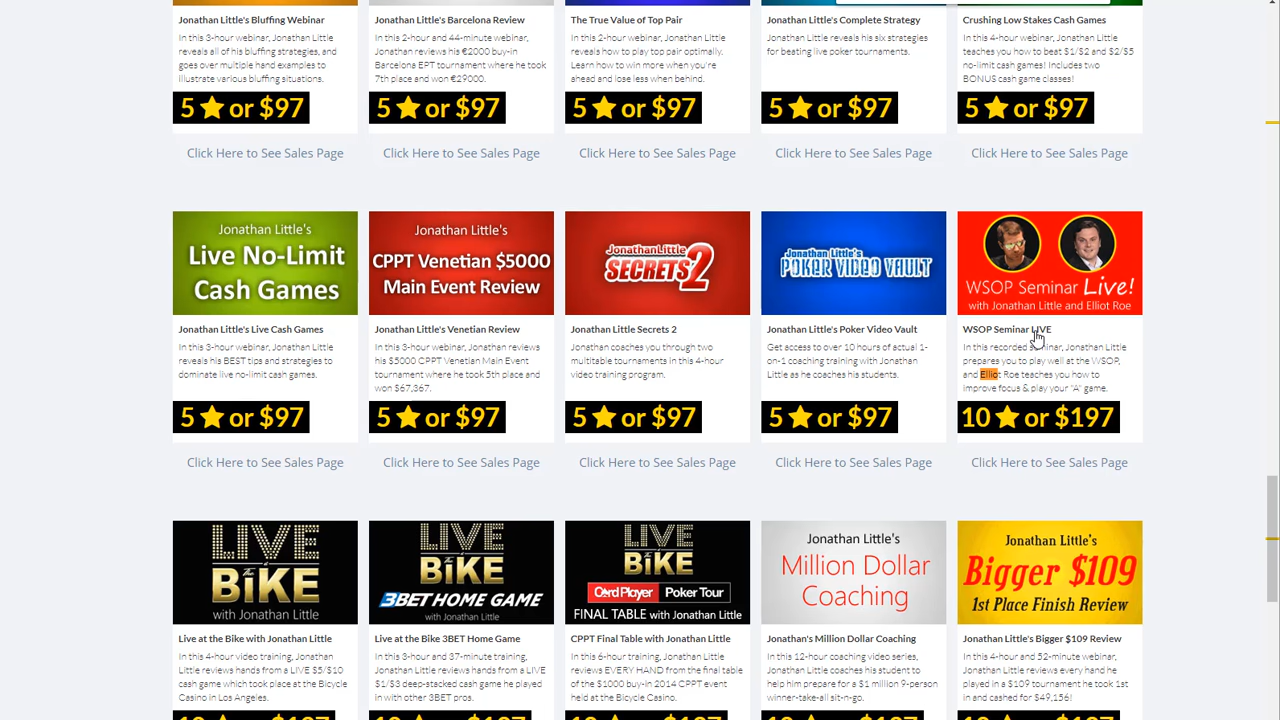 Jonathan Little's Bluffing Webinar
In this 3-hour webinar, Jonathan Little
reveals all of his bluffing strategies, and
goes over multiple hand examples to
illustrate various bluffing situations.
5 ⭐ or $97
Click Here to See Sales Page
Jonathan Little's Barcelona Review
In this 2-hour and 44-minute webinar,
Jonathan reviews his €2000 buy-in
Barcelona EPT tournament where he took
7th place and won €29000.
5 ⭐ or $97
Click Here to See Sales Page
The True Value of Top Pair
In this 2-hour webinar, Jonathan Little
reveals how to play top pair optimally.
Learn how to win more when you're
ahead and lose less when behind.
5 ⭐ or $97
Click Here to See Sales Page
Jonathan Little's Complete Strategy
Jonathan Little reveals his six strategies
for beating live poker tournaments.
5 ⭐ or $97
Click Here to See Sales Page
Crushing Low Stakes Cash Games
In this 4-hour webinar, Jonathan Little
teaches you how to beat $1/$2 and $2/$5
no-limit cash games! Includes two
BONUS cash game classes!
5 ⭐ or $97
Click Here to See Sales Page
Jonathan Little's
Live No-Limit
Cash Games
Jonathan Little's Live Cash Games
In this 3-hour webinar, Jonathan Little
reveals his BEST tips and strategies to
dominate live no-limit cash games.
5 ⭐ or $97
Click Here to See Sales Page
Jonathan Little's
CPPT Venetian $5000
Main Event Review
Jonathan Little's Venetian Review
In this 3-hour webinar, Jonathan reviews
his $5000 CPPT Venetian Main Event
tournament where he took 5th place and
won $67,367.
5 ⭐ or $97
Click Here to See Sales Page
Jonathan Little
SECRETS2
Jonathan Little Secrets 2
Jonathan coaches you through two
multitable tournaments in this 4-hour
video training program.
5 ⭐ or $97
Click Here to See Sales Page
Jonathan Little's
POKER VIDEO VAULT
Jonathan Little's Poker Video Vault
Get access to over 10 hours of actual 1-
on-1 coaching training with Jonathan
Little as he coaches his students.
5 ⭐ or $97
Click Here to See Sales Page
WSOP Seminar Live!
with Jonathan Little and Elliot Roe
WSOP Seminar LIVE
In this recorded Jonathan Little
prepares you to play well at the WSOP,
and Elliot Roe teaches you how to
improve focus & play your "A" game.
10 ⭐ or $197
Click Here to See Sales Page
LIVE
at the
BIKE
with Jonathan Little
Live at the Bike with Jonathan Little
In this 4-hour video training, Jonathan
Little reviews hands from a LIVE $5/$10
cash game which took place at the Bicycle
Casino in Los Angeles.
LIVE
at the
BIKE
3BET HOME GAME
with Jonathan Little
Live at the Bike 3BET Home Game
In this 3-hour and 37-minute training,
Jonathan Little reviews hands from a LIVE
$1/$3 deep-stacked cash game he played
in with other 3BET pros.
LIVE
at the
BIKE
Card Player Poker Tour
FINAL TABLE with Jonathan Little
CPPT Final Table with Jonathan Little
In this 6-hour training, Jonathan Little
reviews EVERY HAND from the final table
of the $1000 buy-in 2014 CPPT event
held at the Bicycle Casino.
Jonathan Little's
Million Dollar
Coaching
Jonathan's Million Dollar Coaching
In this 12-hour coaching video series,
Jonathan Little coaches his student to
help him prepare for a $1 million 9-person
winner-take-all sit-n-go.
Jonathan Little's
Bigger $109
1st Place Finish Review
Jonathan Little's Bigger $109 Review
In this 4-hour and 52-minute webinar,
Jonathan Little reviews every hand he
played in a $109 tournament he took 1st
in and cashed for $49,156!